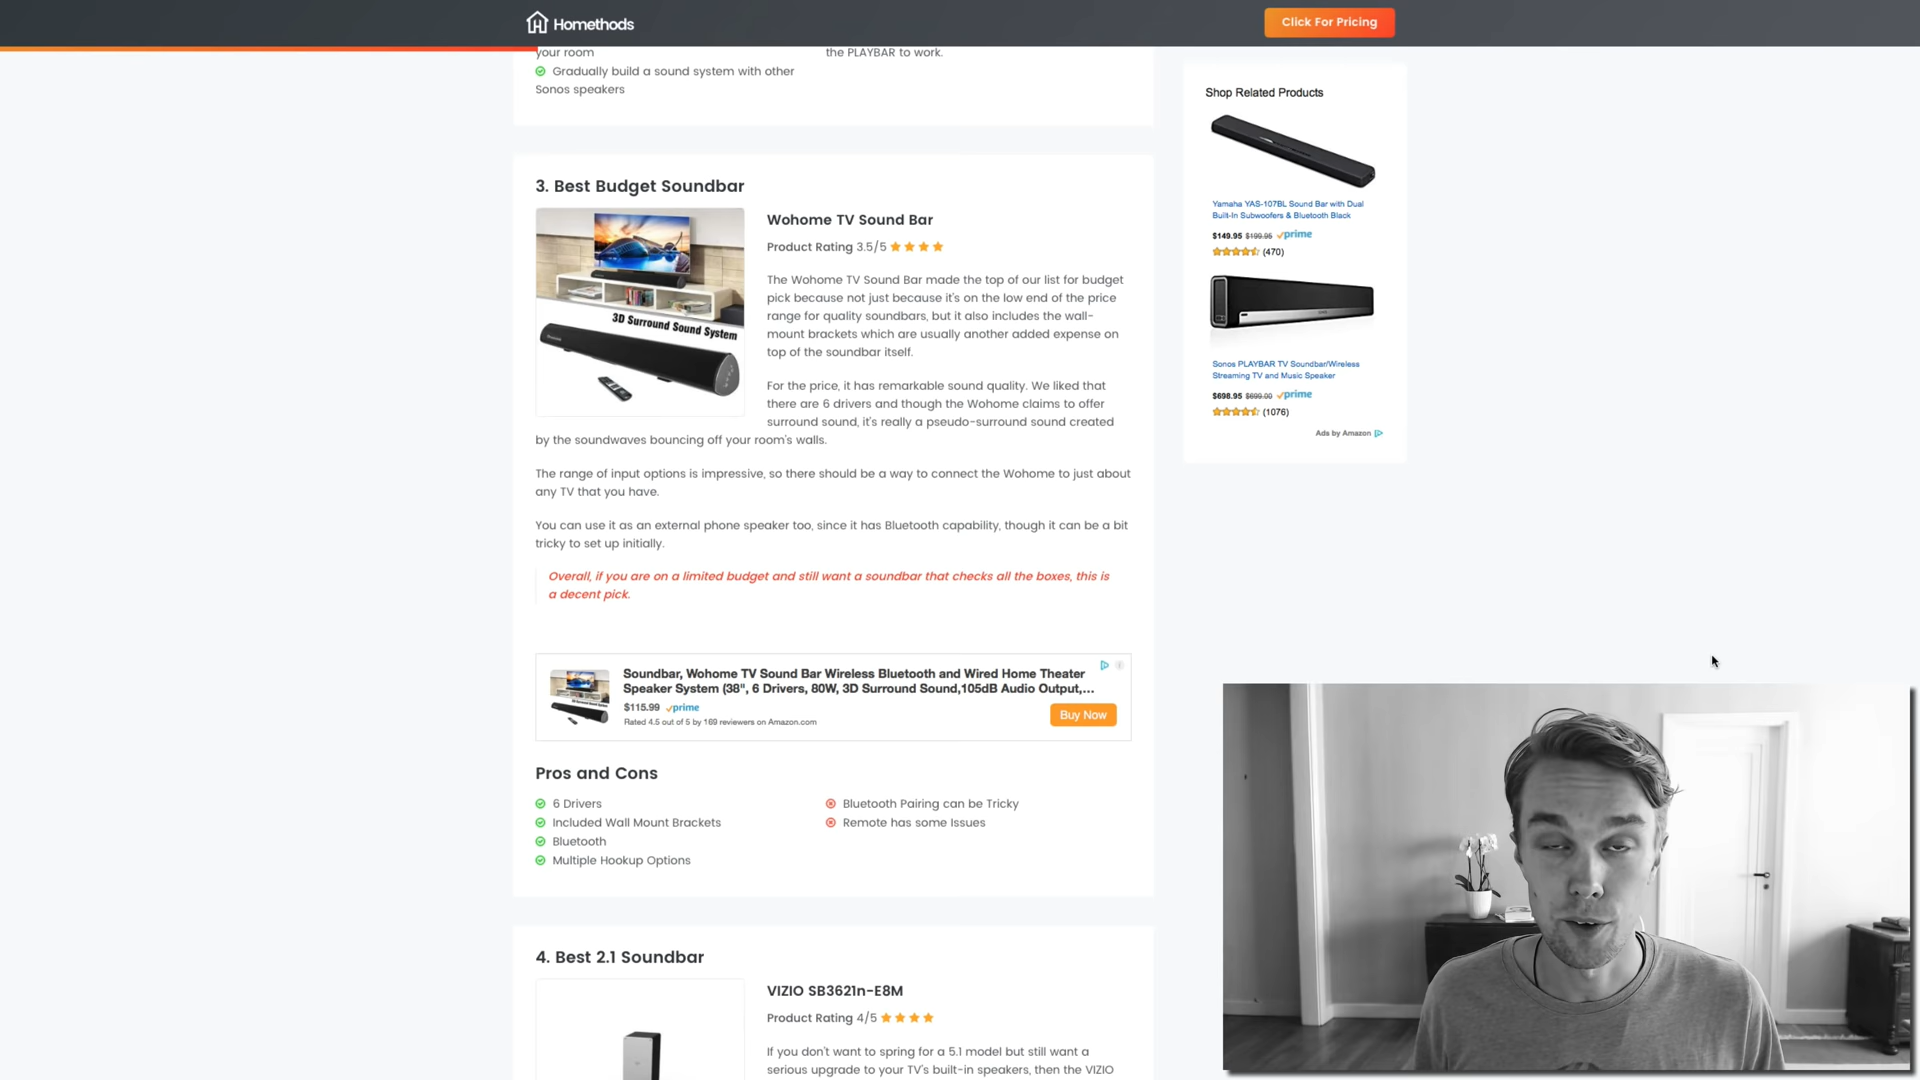 Homethods
Click For Pricing
your room
the PLAYBAR to work.
Gradually build a sound system with other
Sonos speakers
3. Best Budget Soundbar
3D Surround Sound System
Wohome TV Sound Bar
Product Rating 3.5/5
The Wohome TV Sound Bar made the top of our list for budget
pick because not just because it's on the low end of the price
range for quality soundbars, but it also includes the wall-
mount brackets which are usually another added expense on
top of the soundbar itself.
For the price, it has remarkable sound quality. We liked that
there are 6 drivers and though the Wohome claims to offer
surround sound, it's really a pseudo-surround sound created
by the soundwaves bouncing off your room's walls.
The range of input options is impressive, so there should be a way to connect the Wohome to just about
any TV that you have.
You can use it as an external phone speaker too, since it has Bluetooth capability, though it can be a bit
tricky to set up initially.
Overall, if you are on a limited budget and still want a soundbar that checks all the boxes, this is
a decent pick.
Soundbar, Wohome TV Sound Bar Wireless Bluetooth and Wired Home Theater
Speaker System (38", 6 Drivers, 80W, 3D Surround Sound,105dB Audio Output,...
$115.99 prime
Rated 4.5 out of 5 by 169 reviewers on Amazon.com
Buy Now
Pros and Cons
6 Drivers
Included Wall Mount Brackets
Bluetooth
Multiple Hookup Options
Bluetooth Pairing can be Tricky
Remote has some Issues
4. Best 2.1 Soundbar
VIZIO SB3621n-E8M
Product Rating 4/5
If you don't want to spring for a 5.1 model but still want a
serious upgrade to your TV's built-in speakers, then the VIZIO
Shop Related Products
Yamaha YAS-107BL Sound Bar with Dual
Built-In Subwoofers & Bluetooth Black
$149.95 $199.95 prime
(470)
Sonos PLAYBAR TV Soundbar/Wireless
Streaming TV and Music Speaker
$698.95 $699.00 prime
(1076)
Ads by Amazon